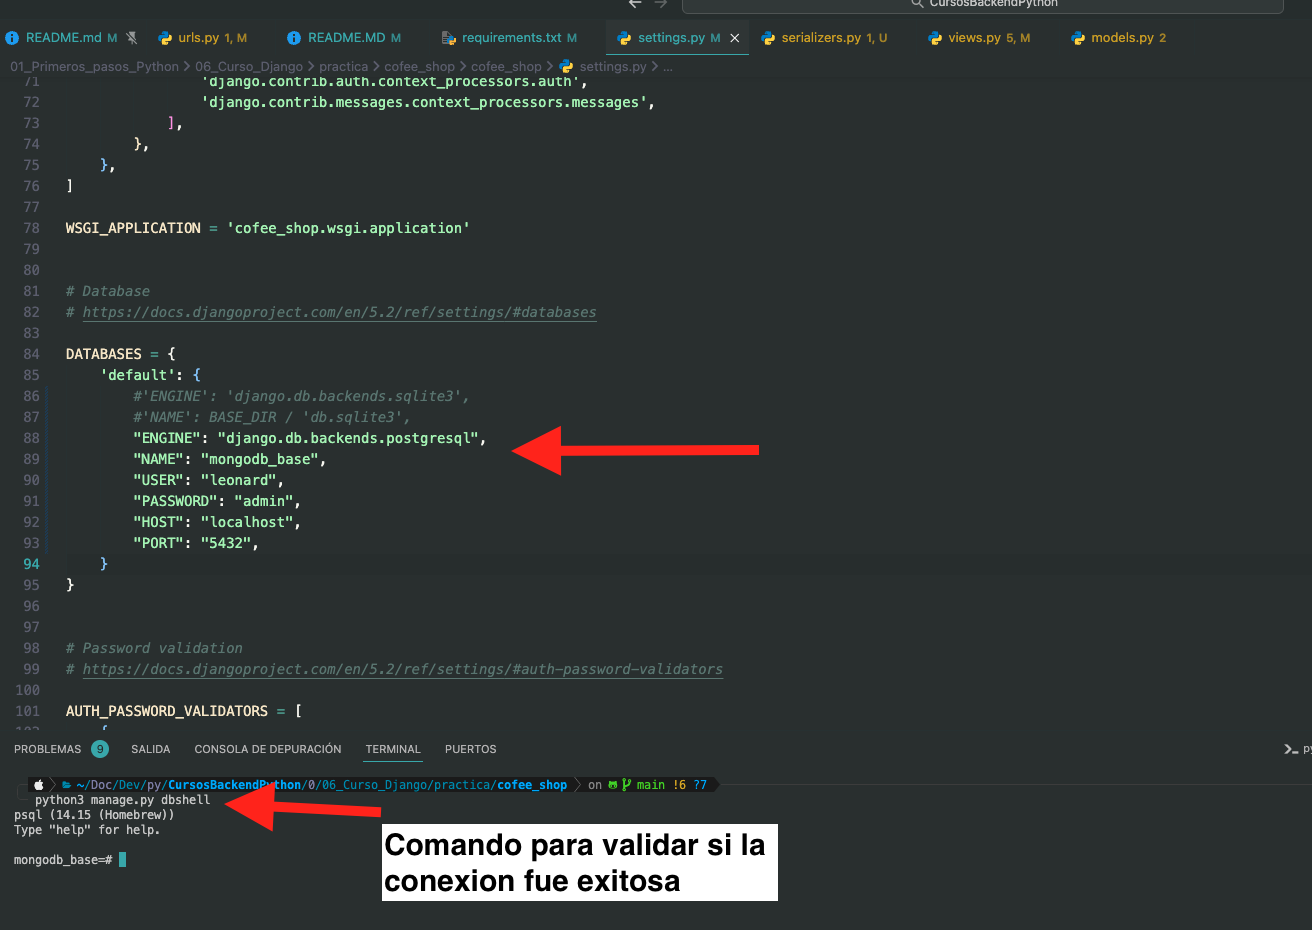 CursosBackendPython
README.md M
urls.py 1, M
README.MD M
requirements.txt M
settings.py M
serializers.py 1, U
views.py 5, M
models.py 2
01_Primeros_pasos_Python > 06_Curso_Django > practica > cofee_shop > cofee_shop > settings.py > ...
71 'django.contrib.auth.context_processors.auth',
72 'django.contrib.messages.context_processors.messages',
73 ],
74 },
75 },
76 ]
77
78 WSGI_APPLICATION = 'cofee_shop.wsgi.application'
79
80
81 # Database
82 # https://docs.djangoproject.com/en/5.2/ref/settings/#databases
83
84 DATABASES = {
85 'default': {
86 #'ENGINE': 'django.db.backends.sqlite3',
87 #'NAME': BASE_DIR / 'db.sqlite3',
88 "ENGINE": "django.db.backends.postgresql",
89 "NAME": "mongodb_base",
90 "USER": "leonard",
91 "PASSWORD": "admin",
92 "HOST": "localhost",
93 "PORT": "5432",
94 }
95 }
96
97
98 # Password validation
99 # https://docs.djangoproject.com/en/5.2/ref/settings/#auth-password-validators
100
101 AUTH_PASSWORD_VALIDATORS = [
PROBLEMAS 9 SALIDA CONSOLA DE DEPURACIÓN TERMINAL PUERTOS
~/Doc/Dev/py/CursosBackendPython/0/06_Curso_Django/practica/cofee_shop on main !6 ?7
python3 manage.py dbshell
psql (14.15 (Homebrew))
Type "help" for help.
mongodb_base=#
Comando para validar si la
conexion fue exitosa